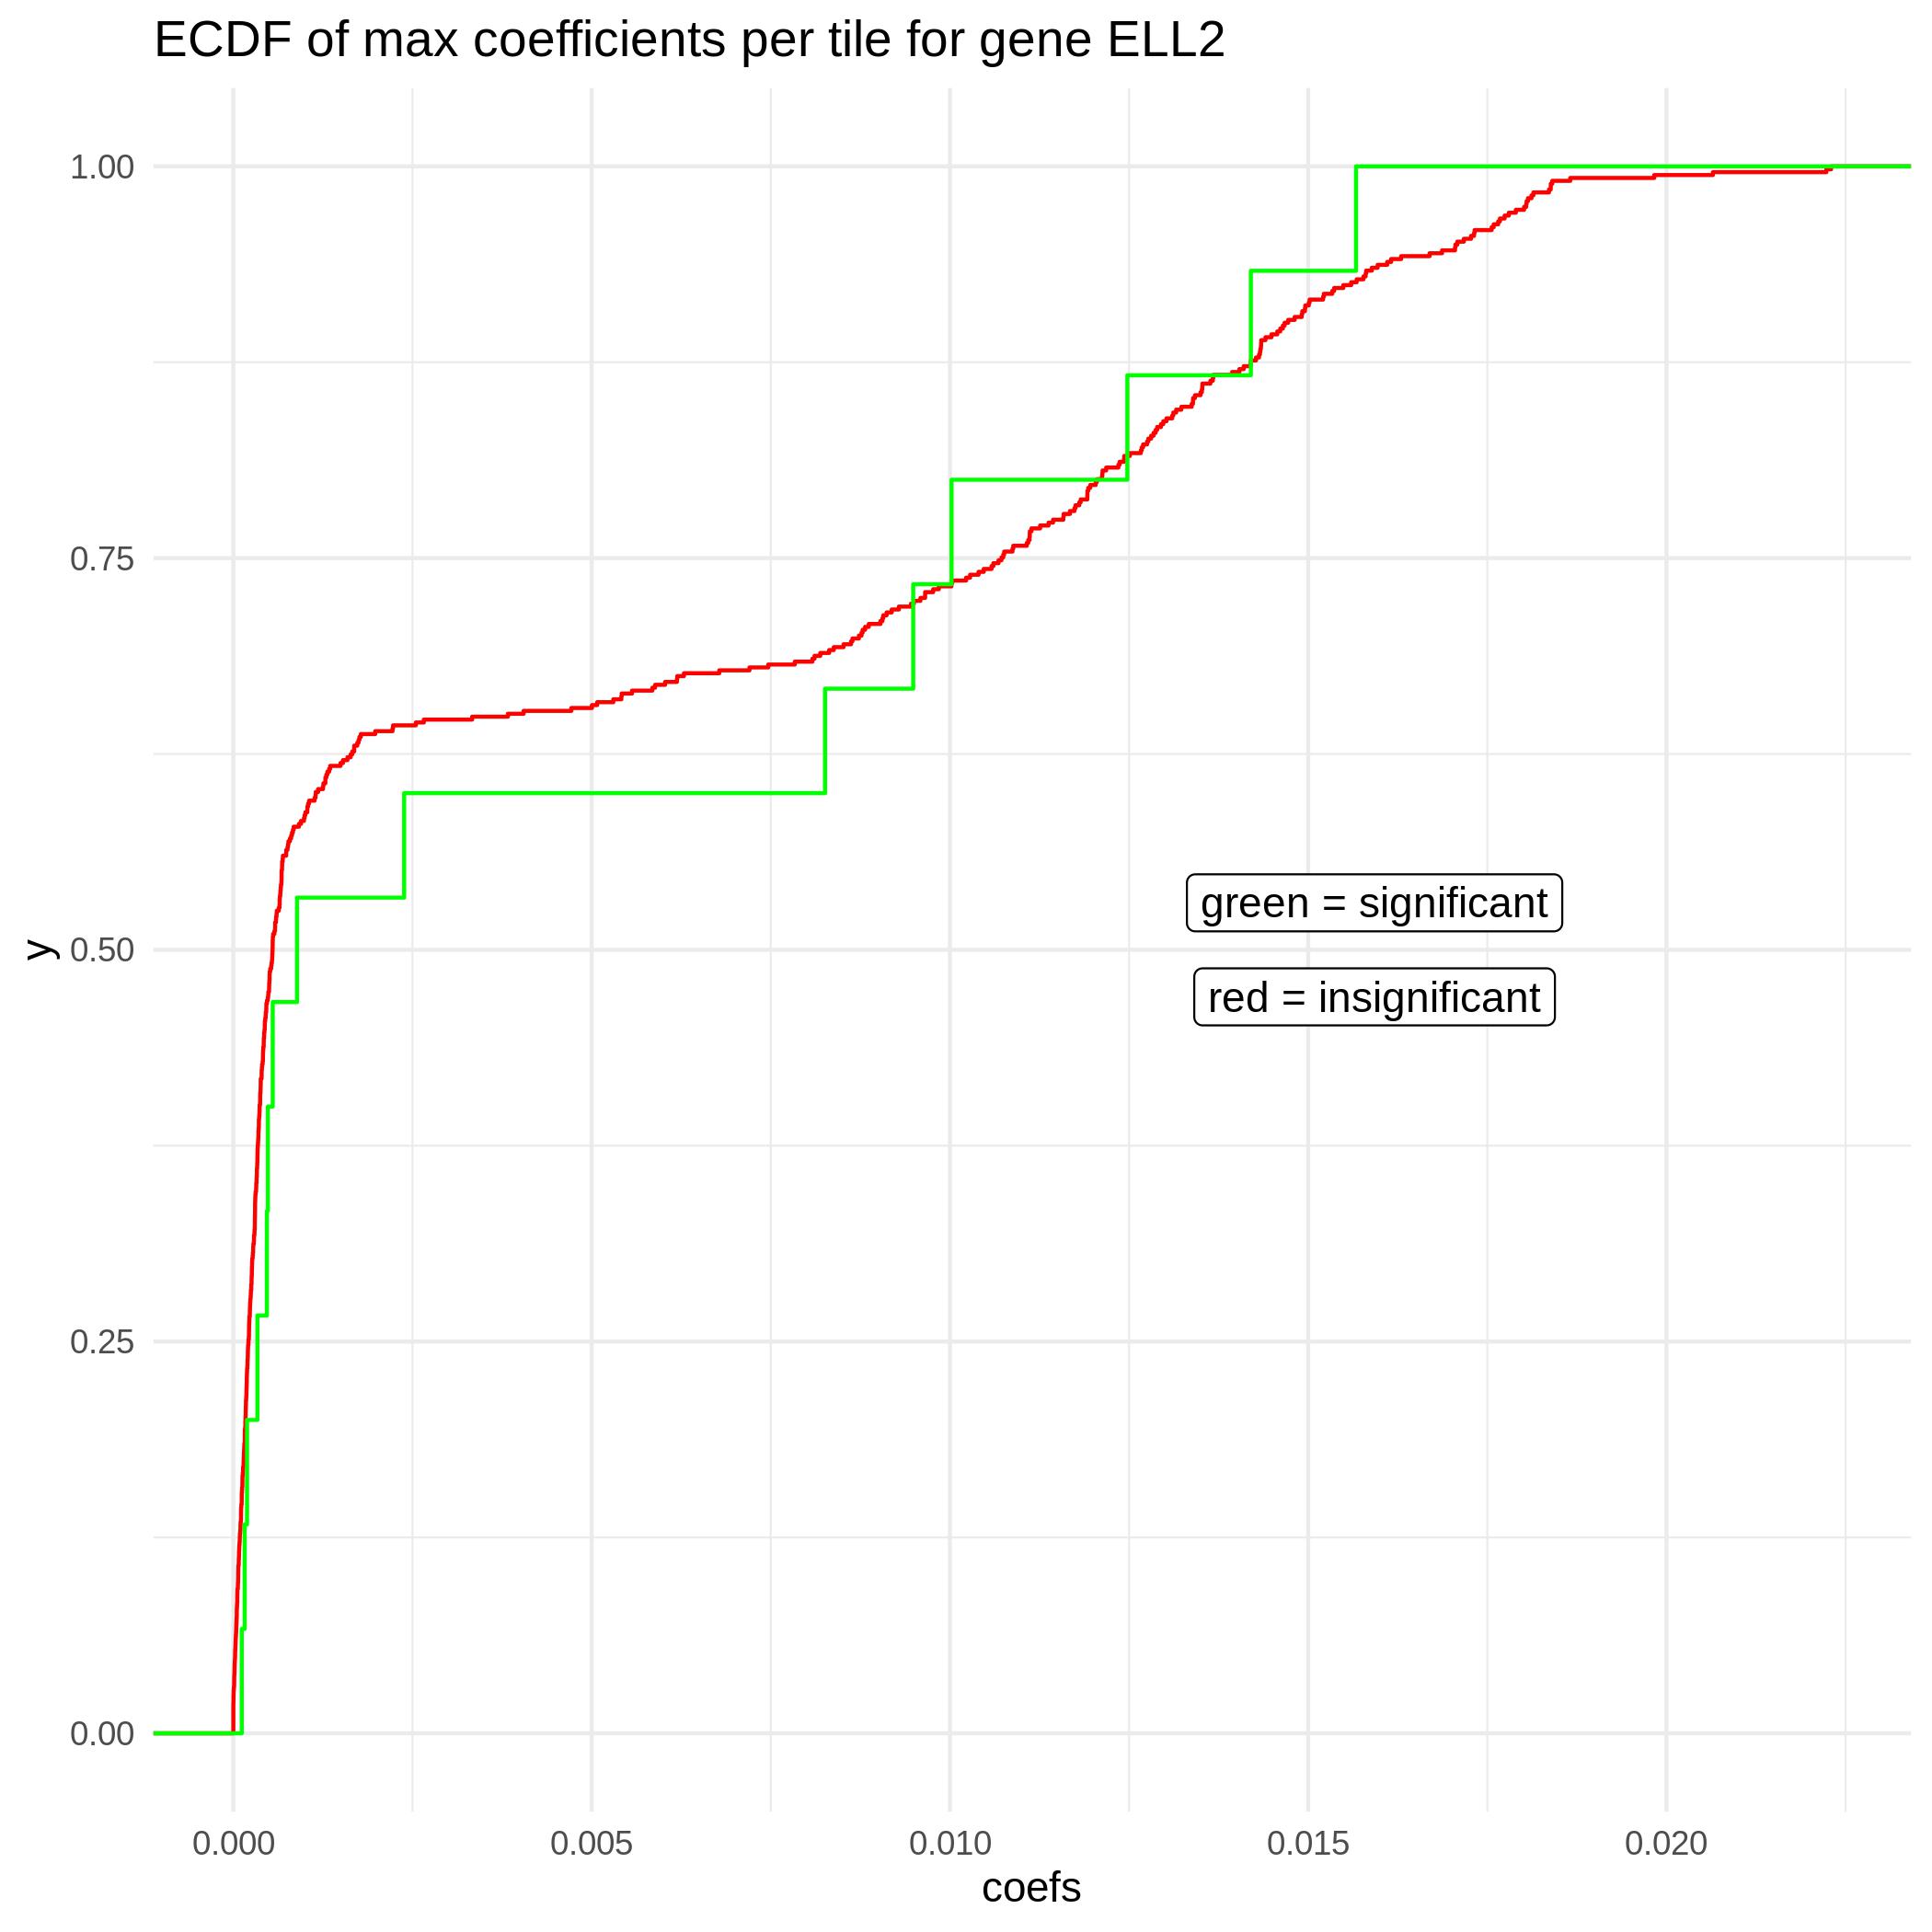 ECDF of max coefficients per tile for gene ELL2
1.00
0.75
0.50
0.25
0.00
y
green = significant
red = insignificant
0.000 0.005 0.010 0.015 0.020
coefs